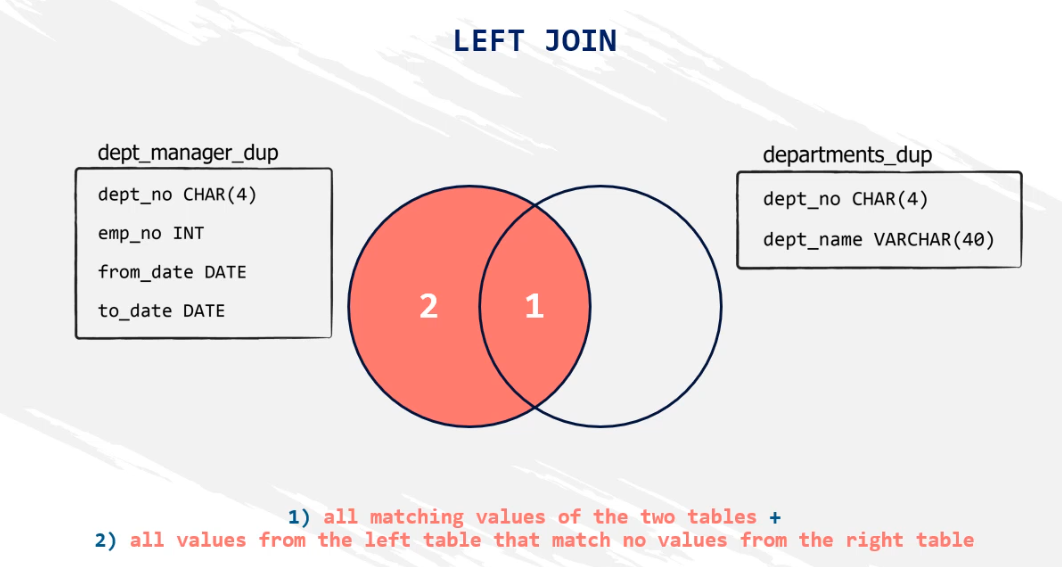 LEFT JOIN
dept_manager_dup
dept_no CHAR(4)
emp_no INT
from_date DATE
to_date DATE
departments_dup
dept_no CHAR(4)
dept_name VARCHAR(40)
2
1
1) all matching values of the two tables +
2) all values from the left table that match no values from the right table